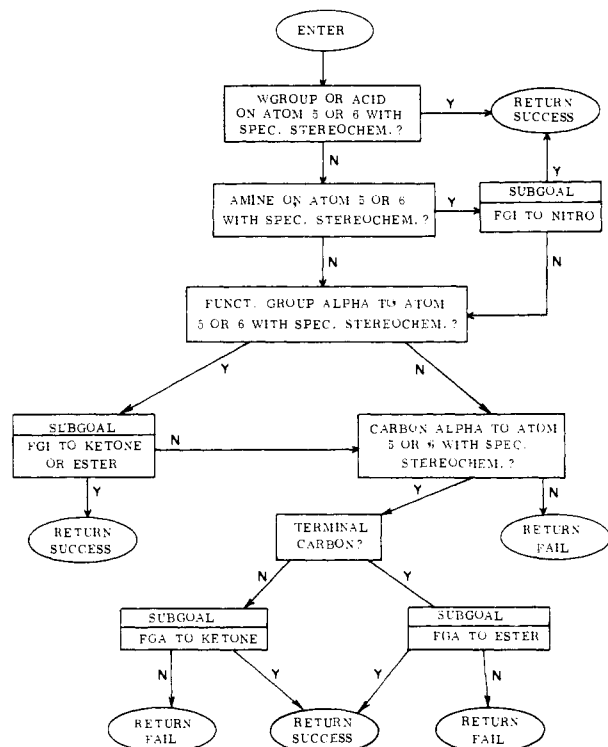 ENTER
WGROUP OR ACID
ON ATOM 5 OR 6 WITH
SPEC. STEREOCHEM.?
Y
RETURN
SUCCESS
N
Y
AMINE ON ATOM 5 OR 6
WITH SPEC. STEREOCHEM.?
Y
SUBGOAL
FGI TO NITRO
N
N
FUNCT. GROUP ALPHA TO ATOM
5 OR 6 WITH SPEC. STEREOCHEM.?
Y
N
SUBGOAL
FGI TO KETONE
OR ESTER
N
CARBON ALPHA TO ATOM
5 OR 6 WITH SPEC.
STEREOCHEM.?
Y
Y
N
RETURN
SUCCESS
TERMINAL
CARBON?
RETURN
FAIL
N
Y
SUBGOAL
FGA TO KETONE
SUBGOAL
FGA TO ESTER
N
Y
Y
N
RETURN
FAIL
RETURN
SUCCESS
RETURN
FAIL